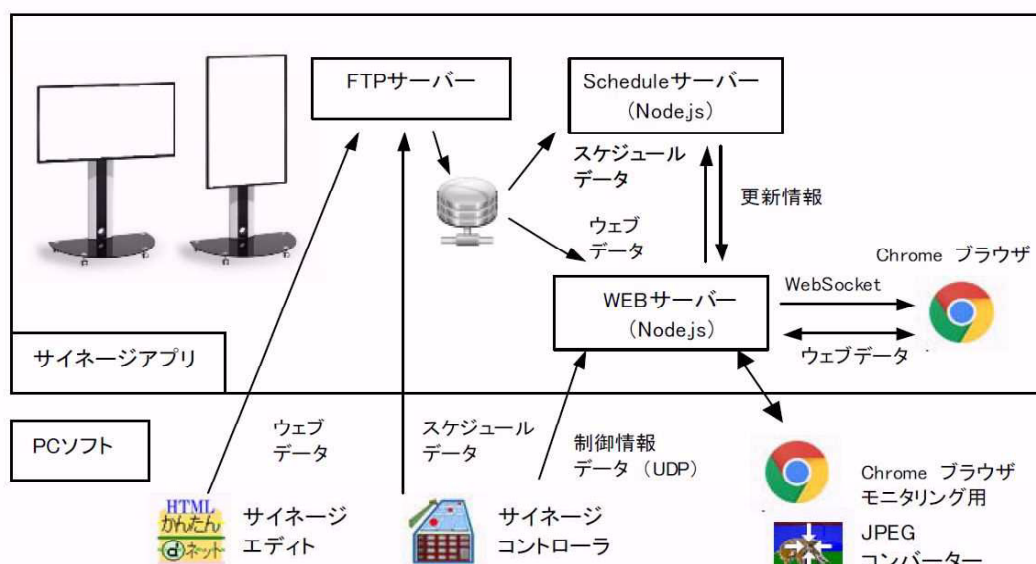 FTPサーバー
Scheduleサーバー
(Node.js)
スケジュール
データ
更新情報
ウェブ
データ
Chrome ブラウザ
WEBサーバー
(Node.js)
WebSocket
ウェブデータ
サイネージアプリ
PCソフト
ウェブ
データ
スケジュール
データ
制御情報
データ (UDP)
Chrome ブラウザ
モニタリング用
HTML
かんたん
@ネット
サイネージ
エディト
サイネージ
コントローラ
JPEG
コンバーター